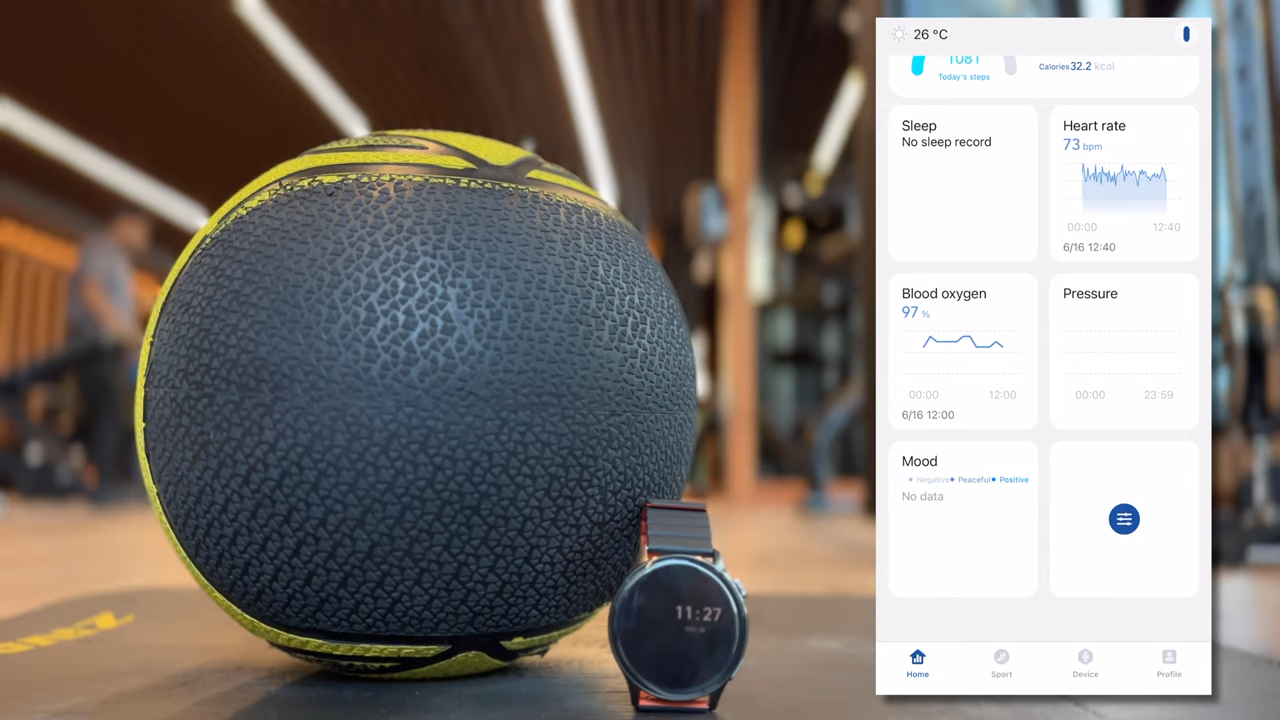 11:27
26 °C
1081
Today's steps
Calories 32.2 kcal
Sleep
No sleep record
Heart rate
73 bpm
00:00 12:40
6/16 12:40
Blood oxygen
97 %
00:00 12:00
6/16 12:00
Pressure
00:00 23:59
Mood
Negative Peaceful Positive
No data
Home Sport Device Profile